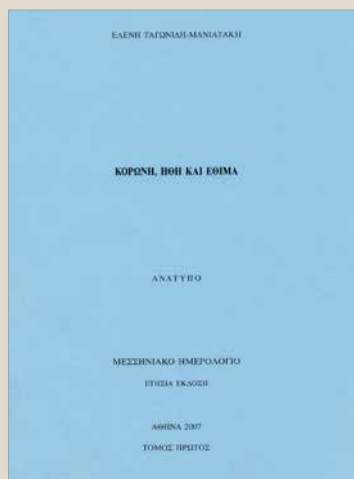 ΕΛΕΝΗ ΤΑΓΩΝΙΔΗ-ΜΑΝΙΑΤΑΚΗ
ΚΟΡΩΝΗ, ΗΘΗ ΚΑΙ ΕΘΙΜΑ
ΑΝΑΤΥΠΟ
ΜΕΣΣΗΝΙΑΚΟ ΗΜΕΡΟΛΟΓΙΟ
ΕΤΗΣΙΑ ΕΚΔΟΣΗ
ΑΘΗΝΑ 2007
ΤΟΜΟΣ ΠΡΩΤΟΣ